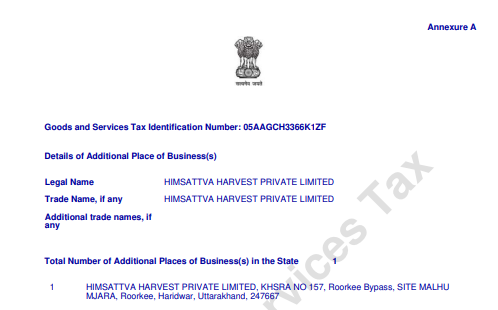 Annexure A
सत्यमेव जयते
Goods and Services Tax Identification Number: 05AAGCH3366K1ZF
Details of Additional Place of Business(s)
Legal Name HIMSATTVA HARVEST PRIVATE LIMITED
Trade Name, if any HIMSATTVA HARVEST PRIVATE LIMITED
Additional trade names, if
any
Total Number of Additional Places of Business(s) in the State 1
1 HIMSATTVA HARVEST PRIVATE LIMITED, KHSRA NO 157, Roorkee Bypass, SITE MALHU
MJARA, Roorkee, Haridwar, Uttarakhand, 247667
rvices Tax